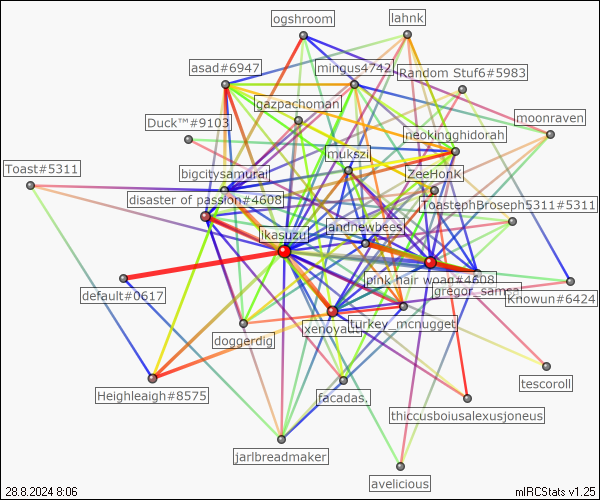 ogshroom
lahnk
asad#6947
mingus4742
Random Stuf6#5983
gazpachoman
moonraven
Duck™#9103
neokingghidorah
mukszi
Toast#5311
bigcitysamurai
ZeeHonK
disaster of passion#4608
ToastephBroseph5311#5311
jandnewbees
ikasuzu
pink hair woap#4608
gregor_samsa
default#0617
Knowun#6424
xenoyaut
turkey_mcnugget
doggerdig
tescoroll
Heighleaigh#8575
facadas.
thiccusboiusalexusjoneus
jarlbreadmaker
avelicious
28.8.2024 8:06
mIRCStats v1.25